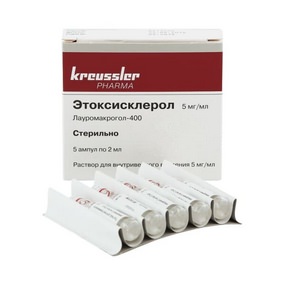 kreussler
PHARMA
Этоксисклерол 5 мг/мл
Лауромакрогол-400
Стерильно
5 ампул по 2 мл
Раствор для внутривенного введения 5 мг/мл